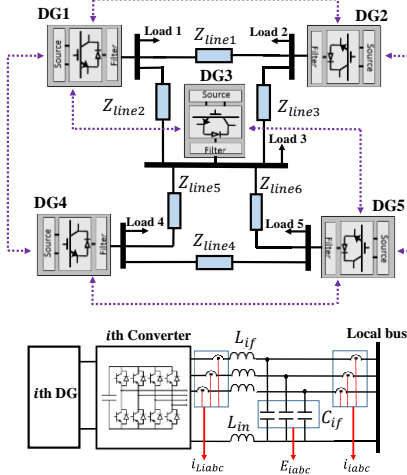 DG1
DG2
Load 1
Load 2
Z_line1
Source
Filter
DG3
Filter
Source
Z_line2
Source
Z_line3
Filter
Load 3
Z_line5
Z_line6
DG4
DG5
Source
Filter
Load 4
Load 5
Filter
Source
Z_line4
ith Converter
Local bus
L_if
ith DG
L_in
C_if
i_Liabc
E_iabc
i_iabc